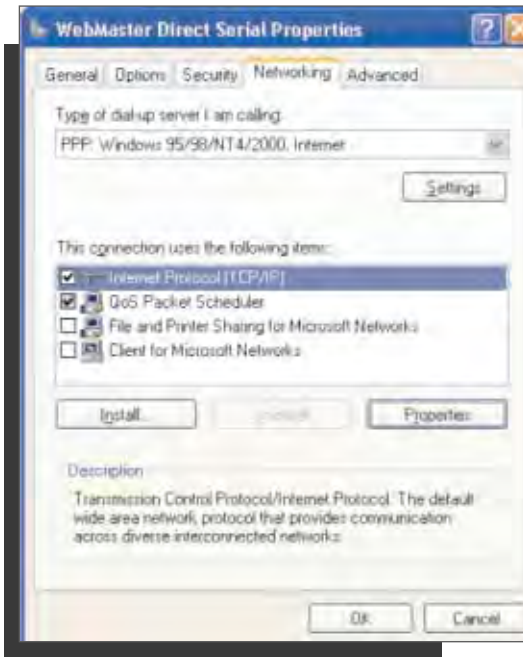 WebMaster Direct Serial Properties
General Options Security Networking Advanced
Type of dial-up server I am calling:
PPP: Windows 95/98/NT4/2000, Internet
Settings
This connection uses the following items:
Internet Protocol (TCP/IP)
QoS Packet Scheduler
File and Printer Sharing for Microsoft Networks
Client for Microsoft Networks
Install...
Properties
Description
Transmission Control Protocol/Internet Protocol. The default
wide area network protocol that provides communication
across diverse interconnected networks.
OK Cancel